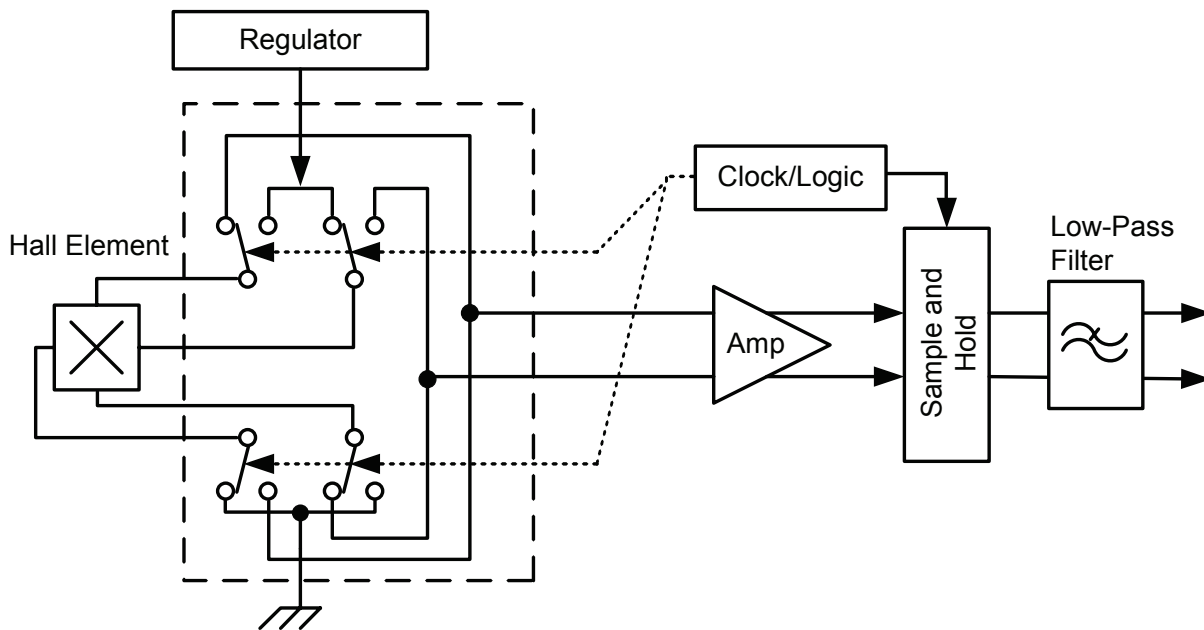 Regulator
Clock/Logic
Hall Element
Low-Pass
Filter
Amp
Sample and
Hold